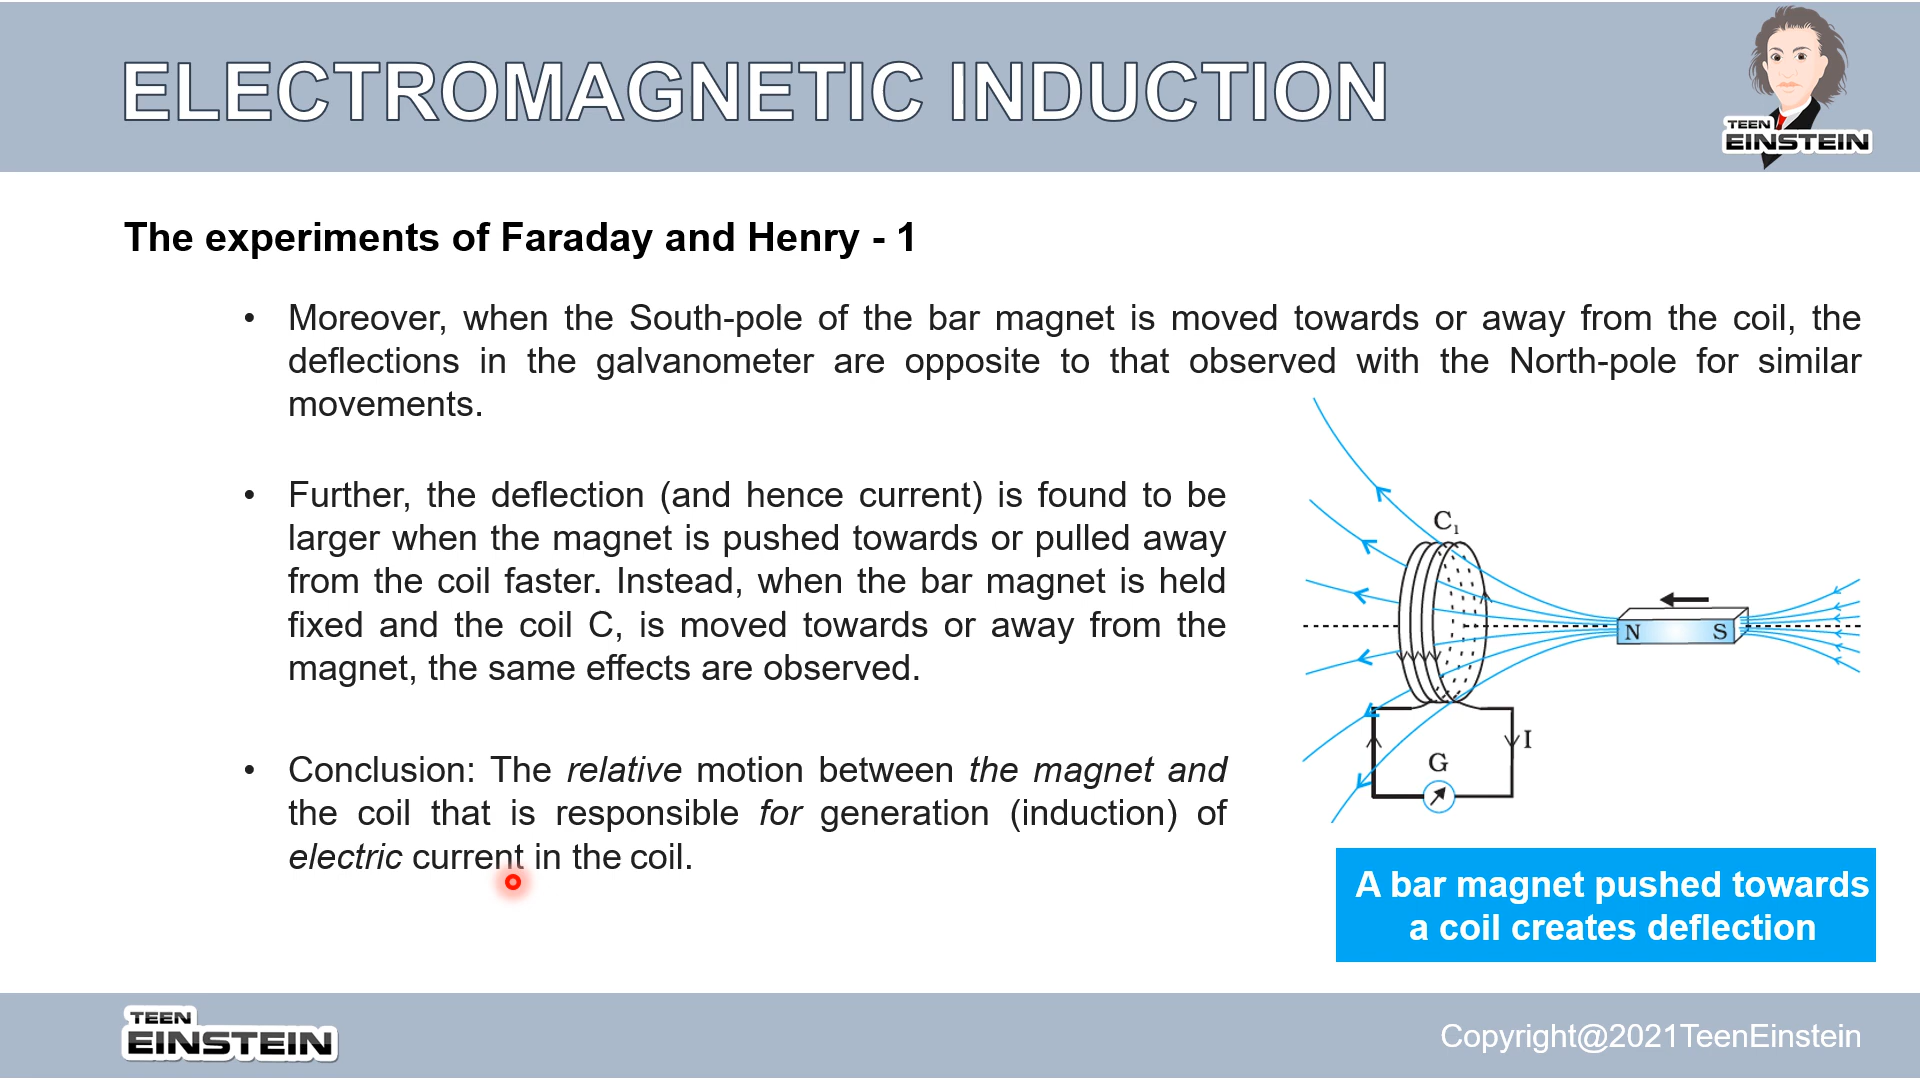 ELECTROMAGNETIC INDUCTION
TEEN
EINSTEIN
The experiments of Faraday and Henry - 1
• Moreover, when the South-pole of the bar magnet is moved towards or away from the coil, the
deflections in the galvanometer are opposite to that observed with the North-pole for similar
movements.
• Further, the deflection (and hence current) is found to be
larger when the magnet is pushed towards or pulled away
from the coil faster. Instead, when the bar magnet is held
fixed and the coil C, is moved towards or away from the
magnet, the same effects are observed.
• Conclusion: The relative motion between the magnet and
the coil that is responsible for generation (induction) of
electric current in the coil.
C₁
N S
I
G
A bar magnet pushed towards
a coil creates deflection
TEEN
EINSTEIN
Copyright@2021TeenEinstein